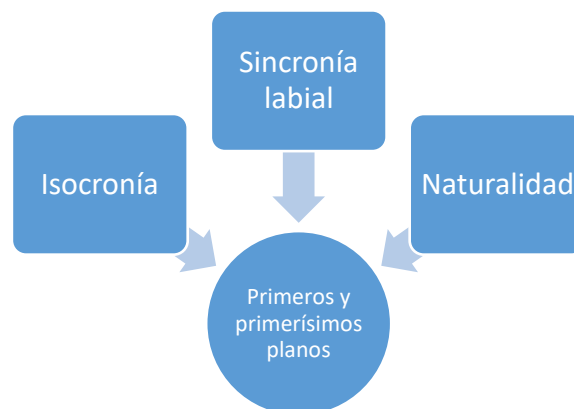 Sincronía
labial
Isocronía
Naturalidad
Primeros y
primerísimos
planos